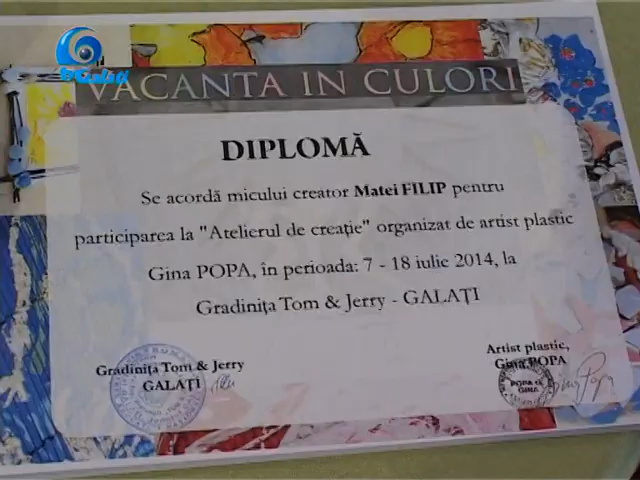 VACANTA IN CULORI
DIPLOMĂ
Se acordă micului creator Matei FILIP pentru
participarea la "Atelierul de creație" organizat de artist plastic
Gina POPA, în perioada: 7 - 18 iulie 2014, la
Gradinița Tom & Jerry - GALAȚI
Gradinița Tom & Jerry
GALAȚI
Artist plastic,
Gina POPA
POPA G.
GINA